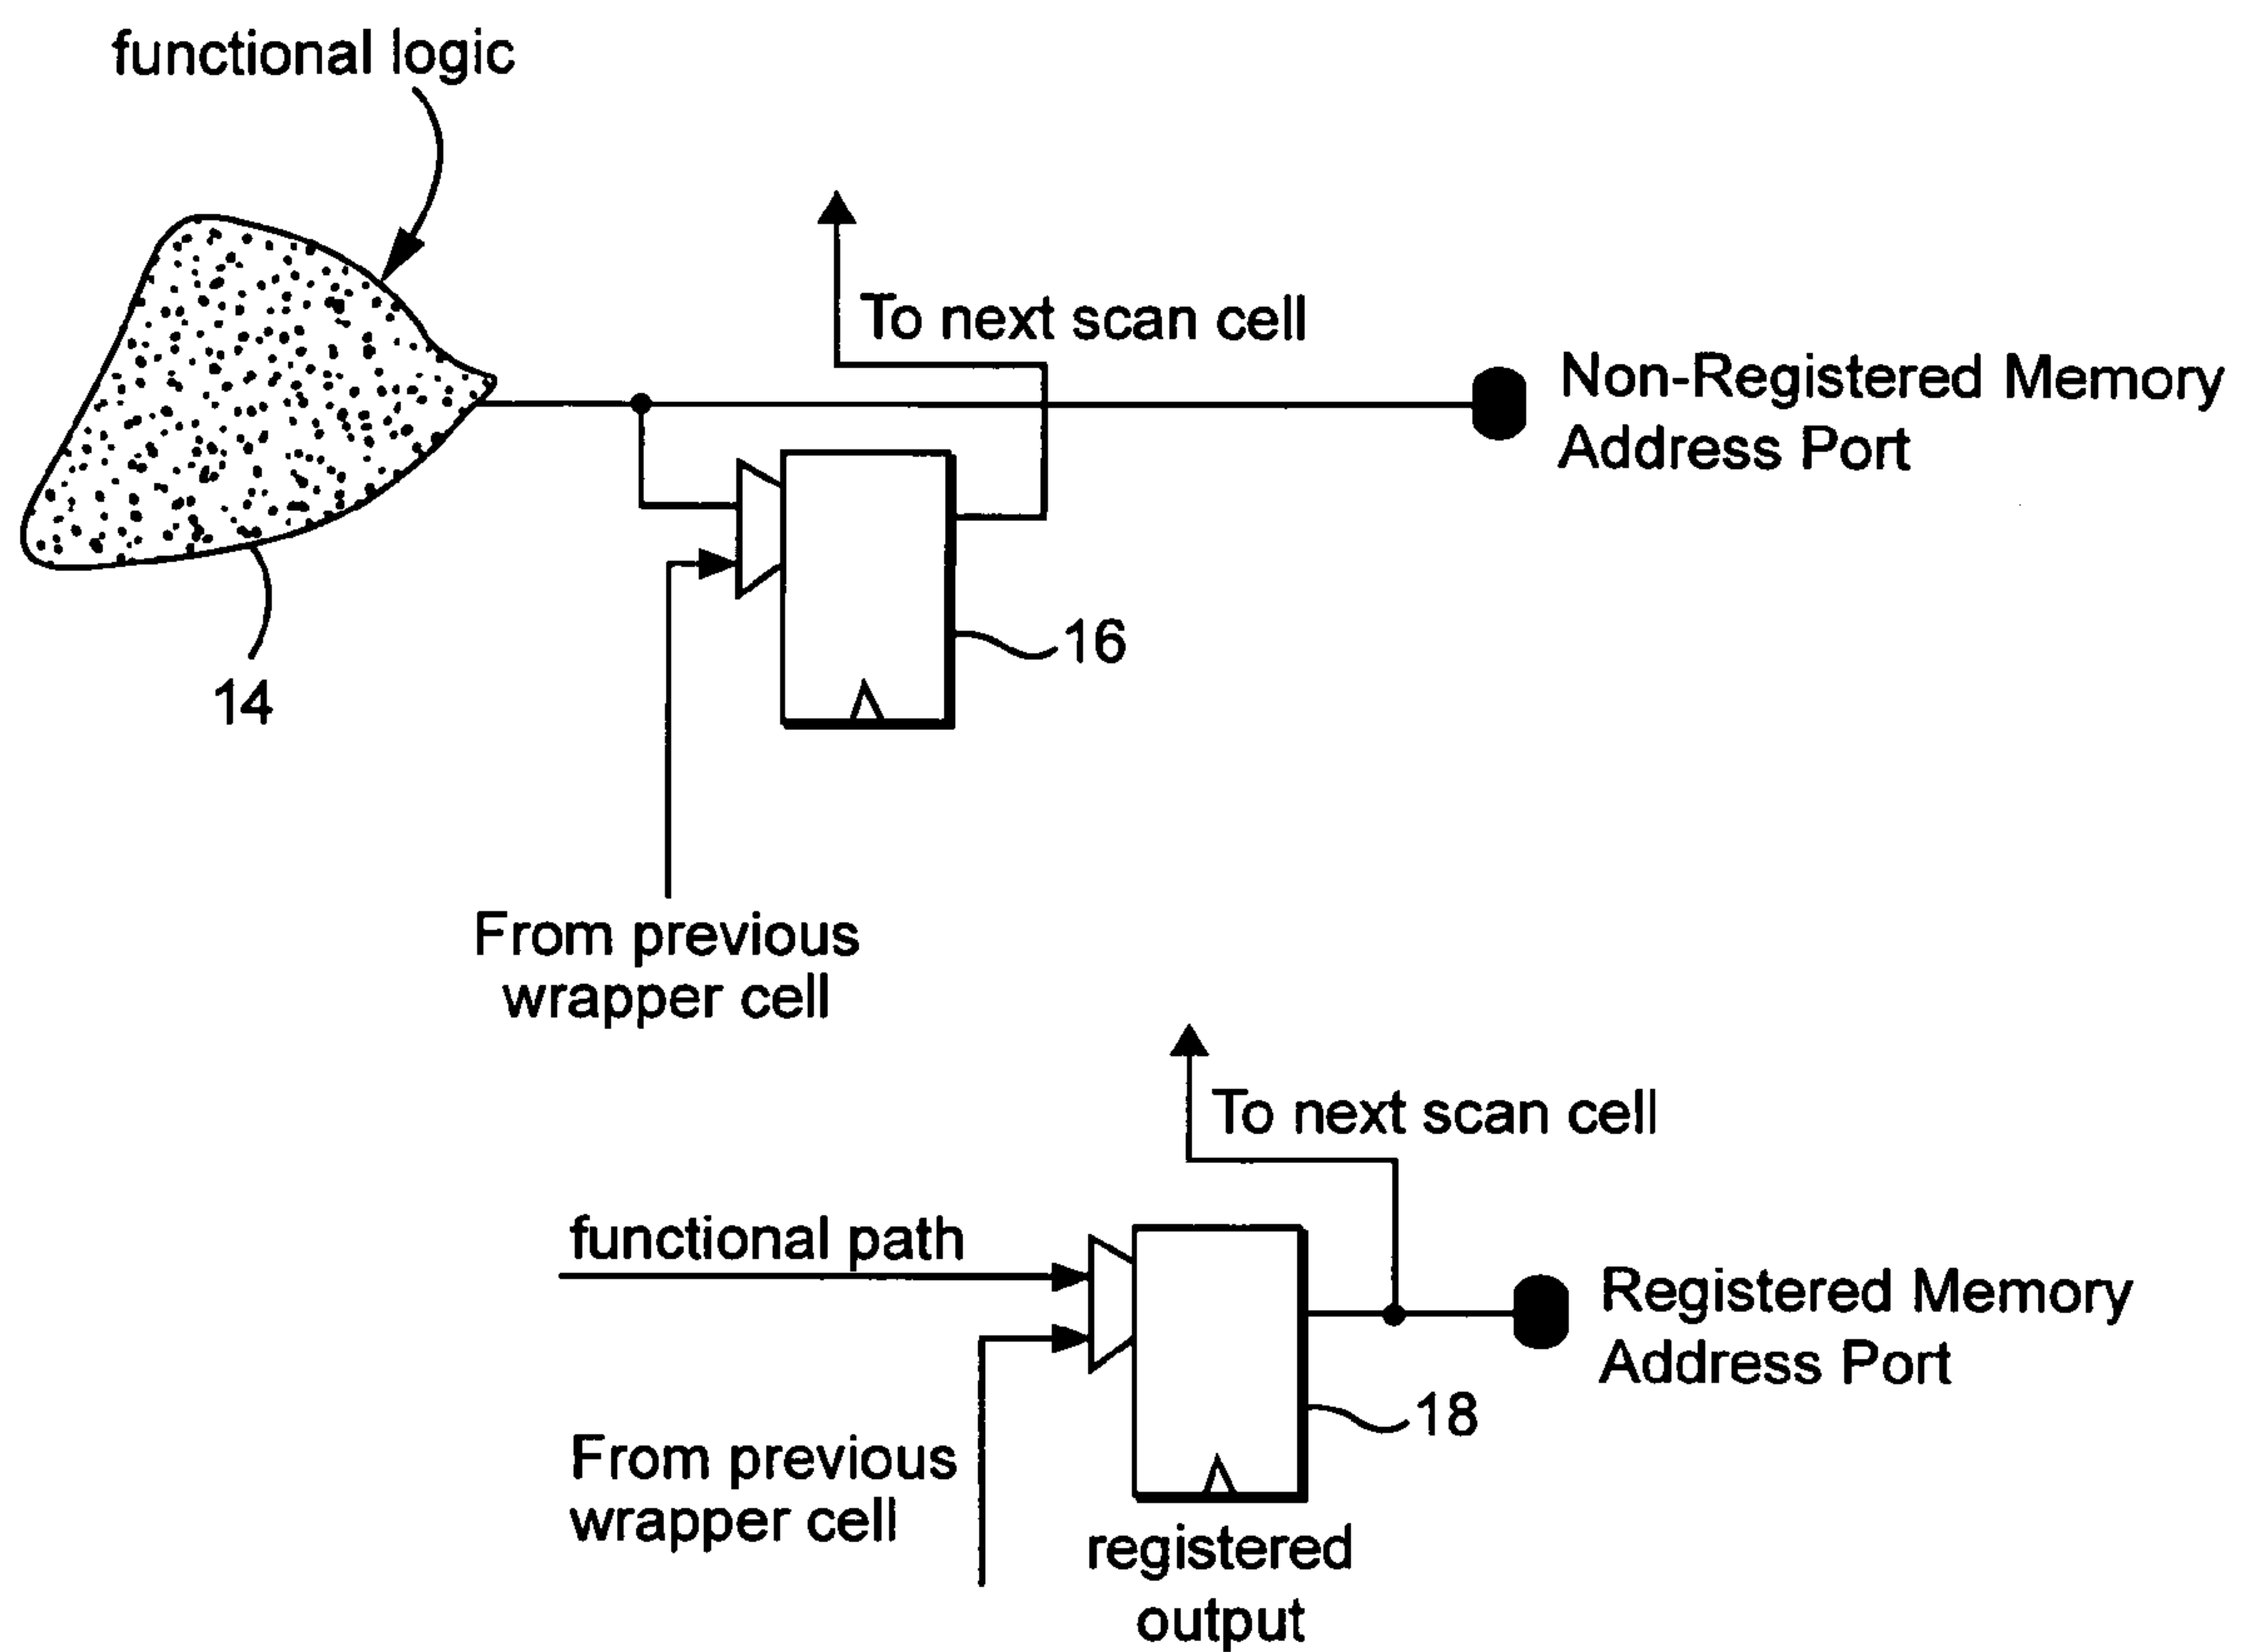 functional logic
To next scan cell
Non-Registered Memory
Address Port
16
14
From previous
wrapper cell
To next scan cell
functional path
Registered Memory
Address Port
18
From previous
wrapper cell
registered
output